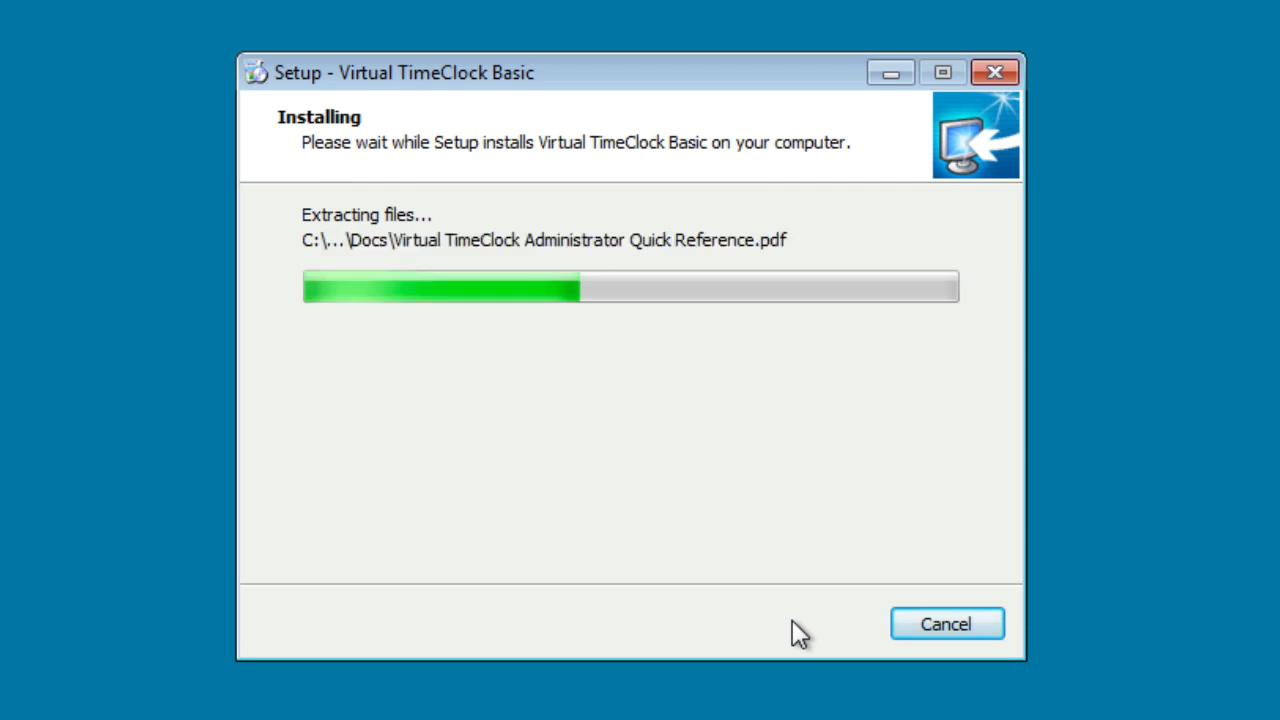 Setup - Virtual TimeClock Basic
Installing
Please wait while Setup installs Virtual TimeClock Basic on your computer.
Extracting files...
C:\...\Docs\Virtual TimeClock Administrator Quick Reference.pdf
Cancel